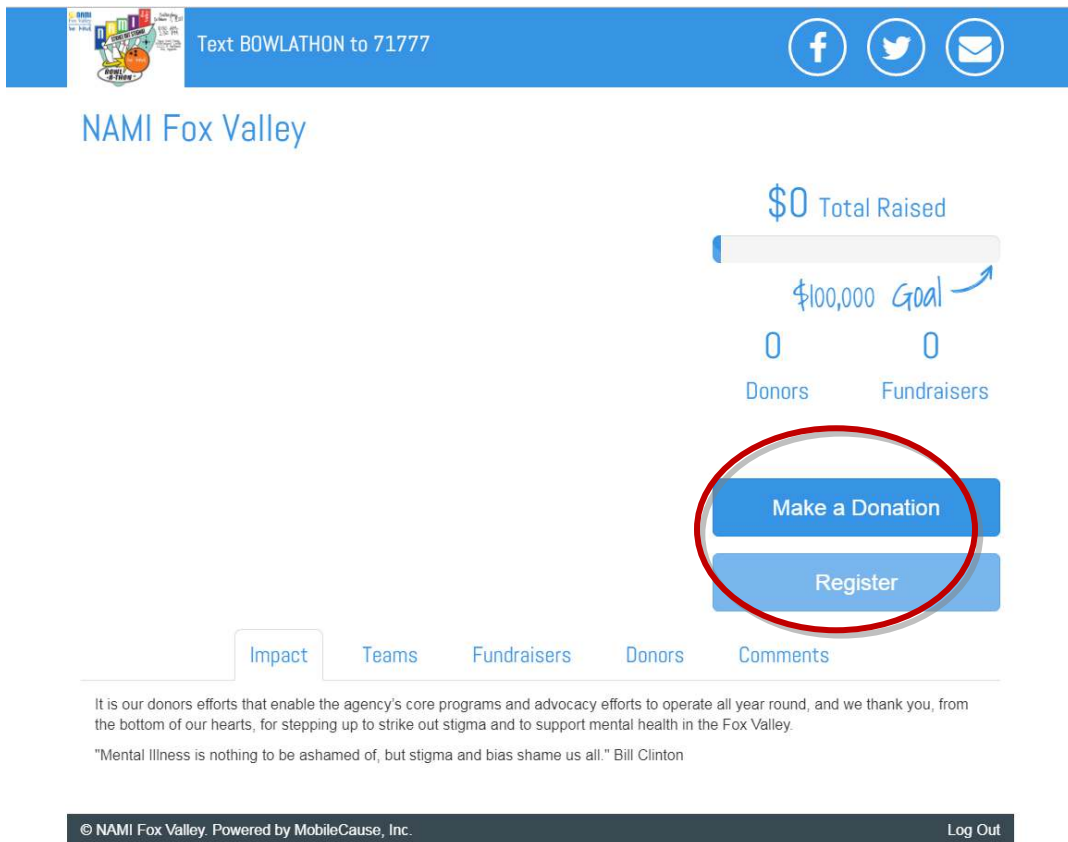 Text BOWLATHON to 71777
NAMI Fox Valley
$0 Total Raised
$100,000 Goal
0 0
Donors Fundraisers
Make a Donation
Register
Impact Teams Fundraisers Donors Comments
It is our donors efforts that enable the agency's core programs and advocacy efforts to operate all year round, and we thank you, from
the bottom of our hearts, for stepping up to strike out stigma and to support mental health in the Fox Valley.
"Mental Illness is nothing to be ashamed of, but stigma and bias shame us all." Bill Clinton
© NAMI Fox Valley. Powered by MobileCause, Inc. Log Out